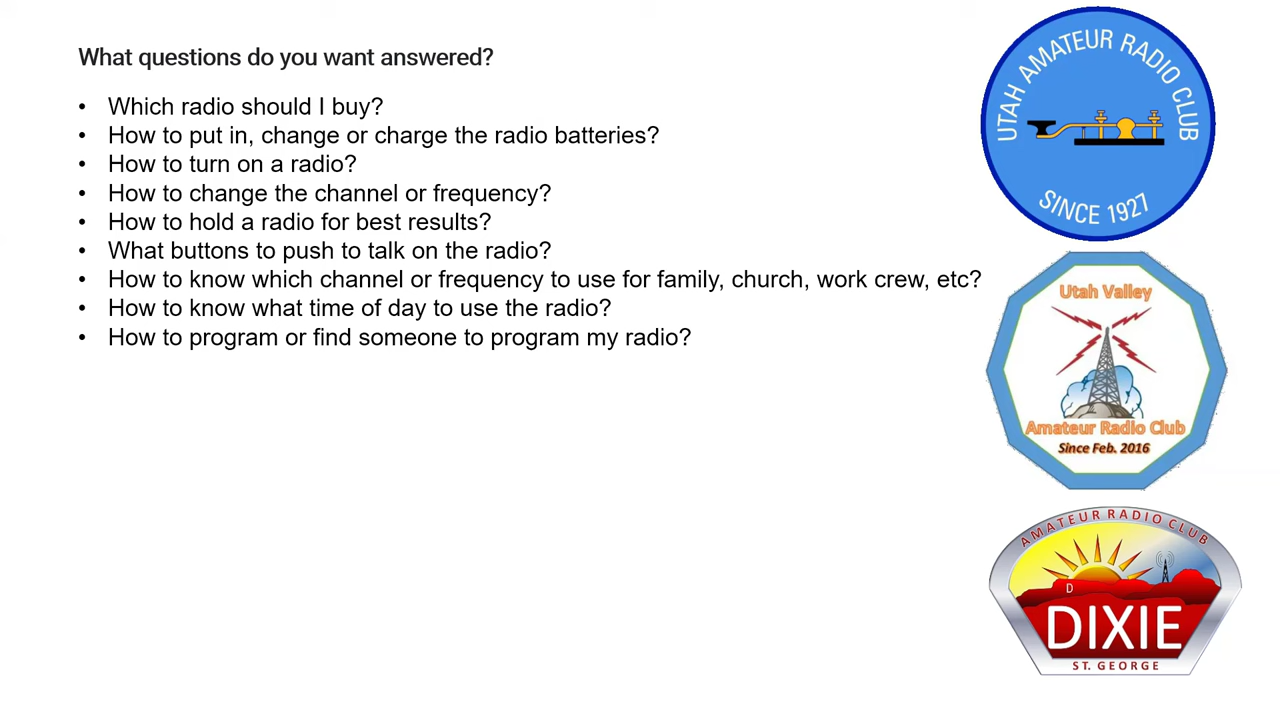 What questions do you want answered?
• Which radio should I buy?
• How to put in, change or charge the radio batteries?
• How to turn on a radio?
• How to change the channel or frequency?
• How to hold a radio for best results?
• What buttons to push to talk on the radio?
• How to know which channel or frequency to use for family, church, work crew, etc?
• How to know what time of day to use the radio?
• How to program or find someone to program my radio?
UTAH AMATEUR RADIO CLUB
SINCE 1927
Utah Valley
Amateur Radio Club
Since Feb. 2016
AMATEUR RADIO CLUB
D
DIXIE
ST. GEORGE